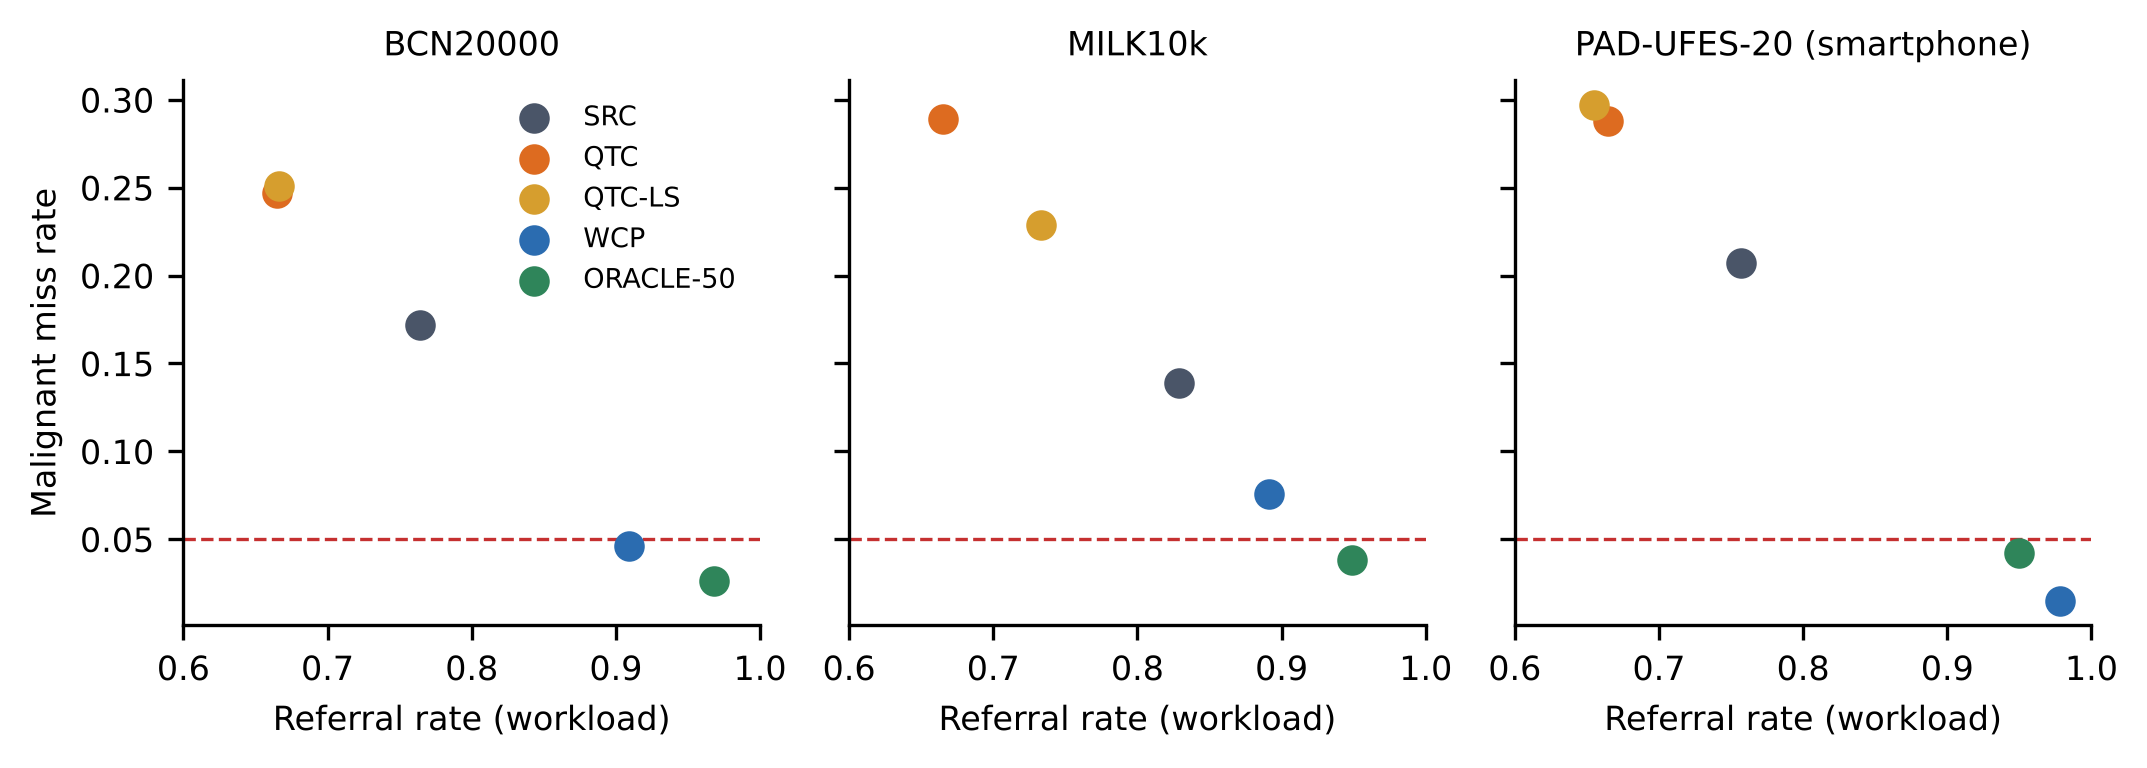 BCN20000
MILK10k
PAD-UFES-20 (smartphone)
Malignant miss rate
0.30
0.25
0.20
0.15
0.10
0.05
SRC
QTC
QTC-LS
WCP
ORACLE-50
0.6 0.7 0.8 0.9 1.0
0.6 0.7 0.8 0.9 1.0
0.6 0.7 0.8 0.9 1.0
Referral rate (workload)
Referral rate (workload)
Referral rate (workload)